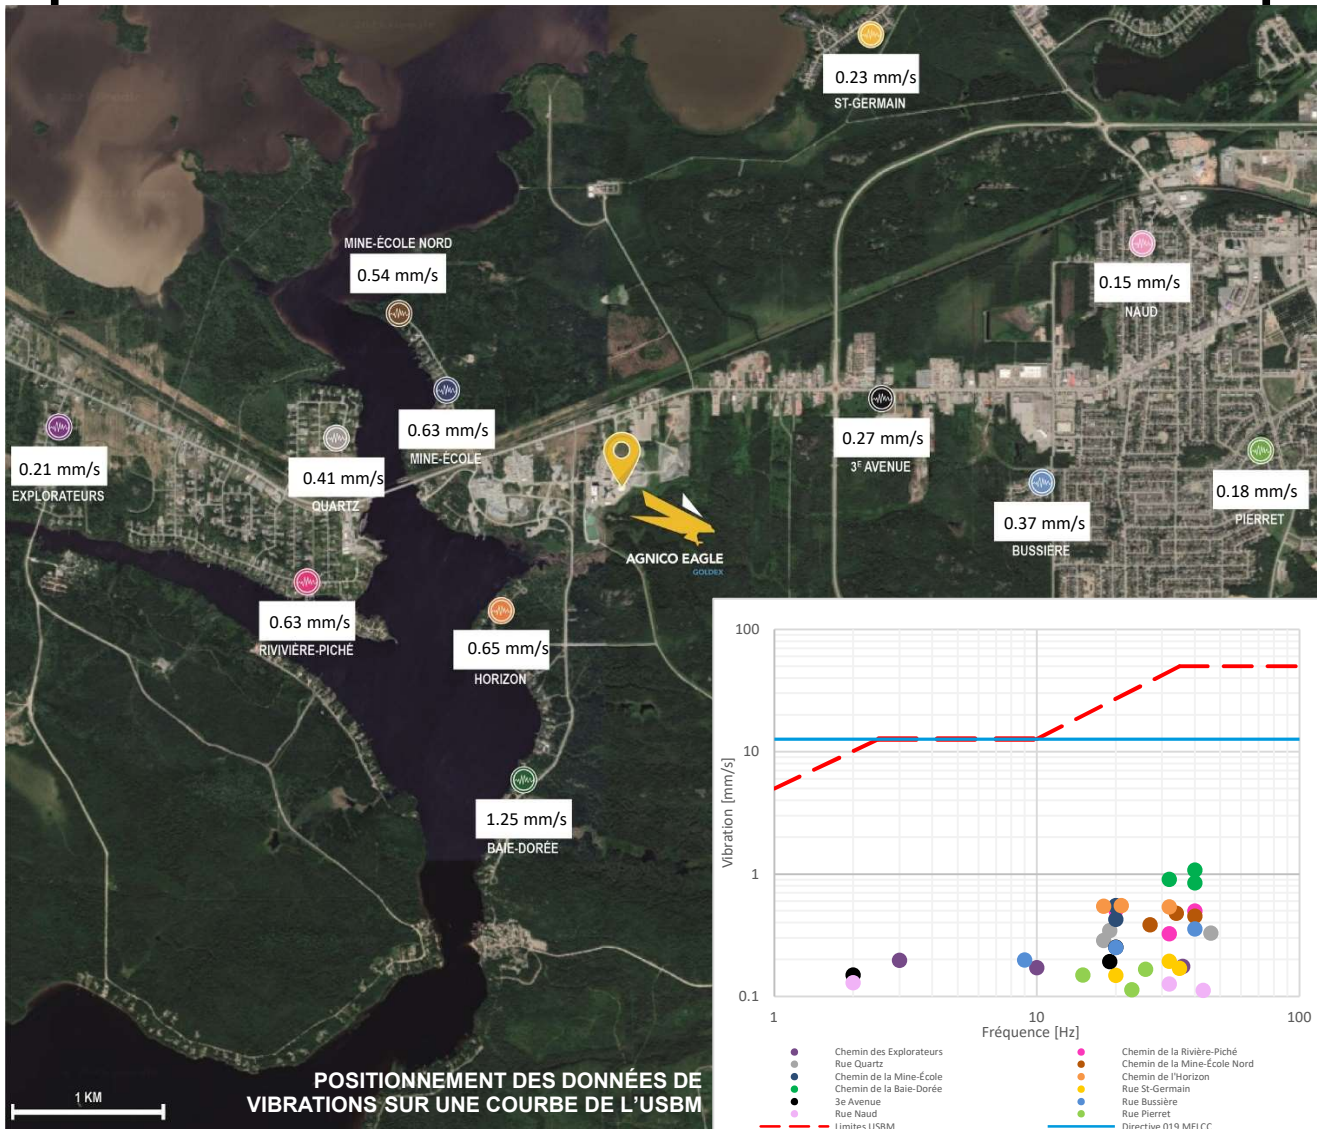 0.23 mm/s
ST-GERMAIN
MINE-ÉCOLE NORD
0.54 mm/s
0.15 mm/s
NAUD
0.63 mm/s
MINE-ÉCOLE
0.21 mm/s
EXPLORATEURS
0.41 mm/s
QUARTZ
0.27 mm/s
3E AVENUE
0.37 mm/s
BUSSIÈRE
0.18 mm/s
PIERRET
AGNICO EAGLE
GOLDEX
0.63 mm/s
RIVIVIÈRE-PICHÉ
0.65 mm/s
HORIZON
1.25 mm/s
BAIE-DORÉE
1 KM
POSITIONNEMENT DES DONNÉES DE
VIBRATIONS SUR UNE COURBE DE L'USBM
100
10
1
0.1
Vibration [mm/s]
1
10
100
Fréquence [Hz]
Chemin des Explorateurs
Chemin de la Rivière-Piché
Rue Quartz
Chemin de la Mine-École Nord
Chemin de la Mine-École
Chemin de l'Horizon
Chemin de la Baie-Dorée
Rue St-Germain
3e Avenue
Rue Bussière
Rue Naud
Rue Pierret
Limites USBM
Directive 019 MELCC